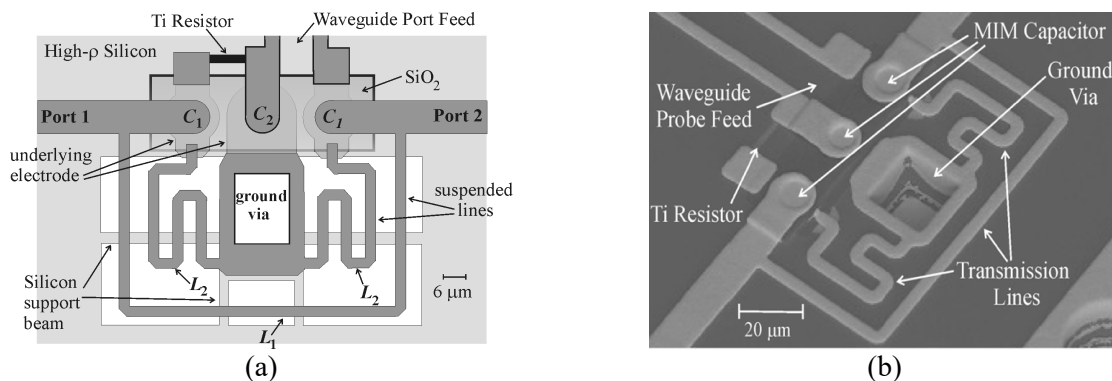 Ti Resistor
Waveguide Port Feed
High-ρ Silicon
SiO2
Port 1
C1
C2
C1
Port 2
underlying
electrode
ground
via
suspended
lines
Silicon
support
beam
L2
L2
L1
6 μm
(a)
MIM Capacitor
Ground
Via
Waveguide
Probe Feed
Ti Resistor
Transmission
Lines
20 μm
(b)